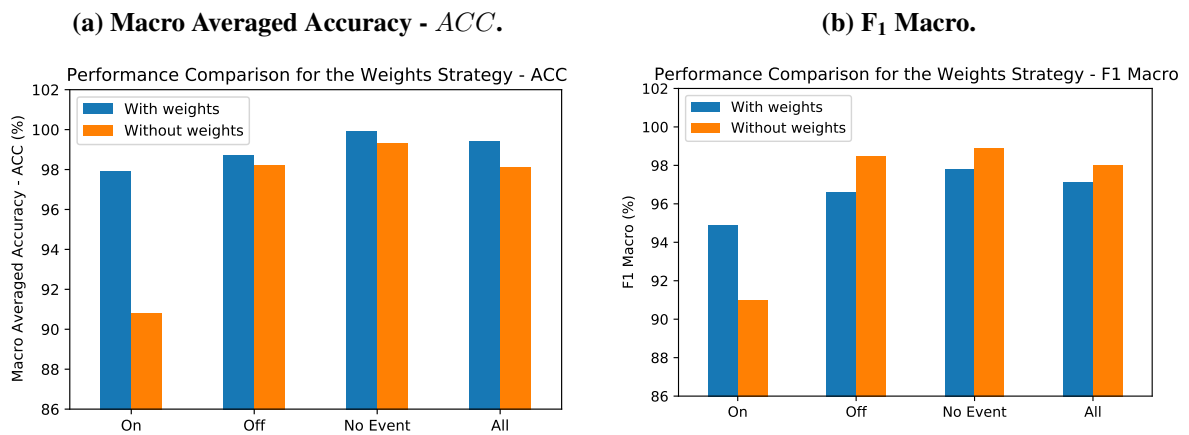 (a) Macro Averaged Accuracy - ACC.
Performance Comparison for the Weights Strategy - ACC
Macro Averaged Accuracy - ACC (%)
102
100
98
96
94
92
90
88
86
With weights
Without weights
On
Off
No Event
All
(b) F1 Macro.
Performance Comparison for the Weights Strategy - F1 Macro
F1 Macro (%)
102
100
98
96
94
92
90
88
86
With weights
Without weights
On
Off
No Event
All